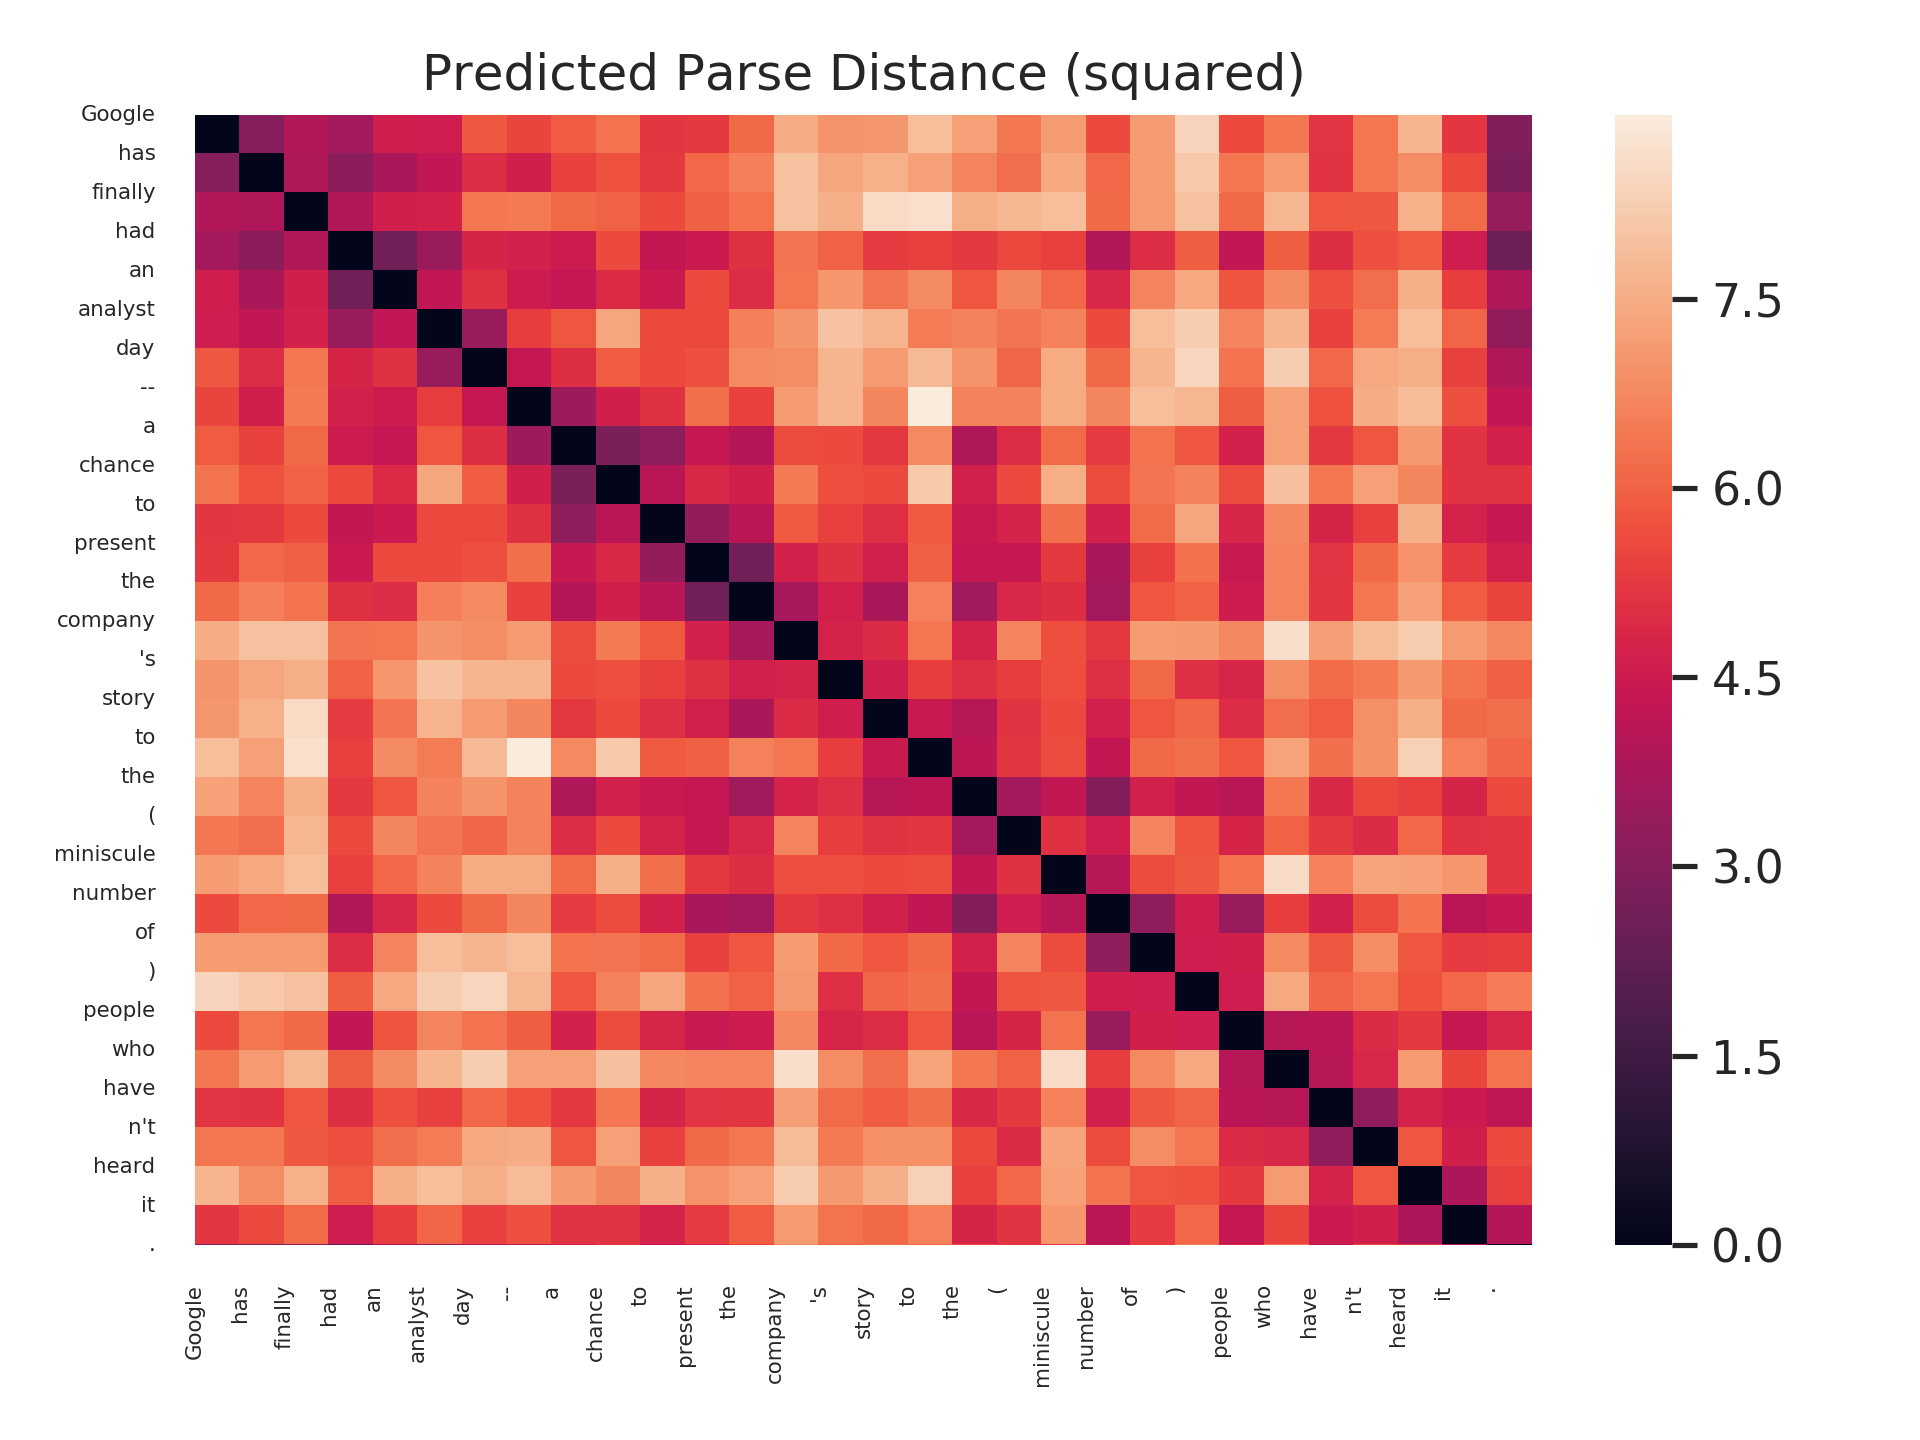 Predicted Parse Distance (squared)
Google
has
finally
had
an
analyst
day
--
a
chance
to
present
the
company
's
story
to
the
(
miniscule
number
of
)
people
who
have
n't
heard
it
.
7.5
6.0
4.5
3.0
1.5
0.0
Google has finally had an analyst day -- a chance to present the company 's story to the ( miniscule number of ) people who have n't heard it .